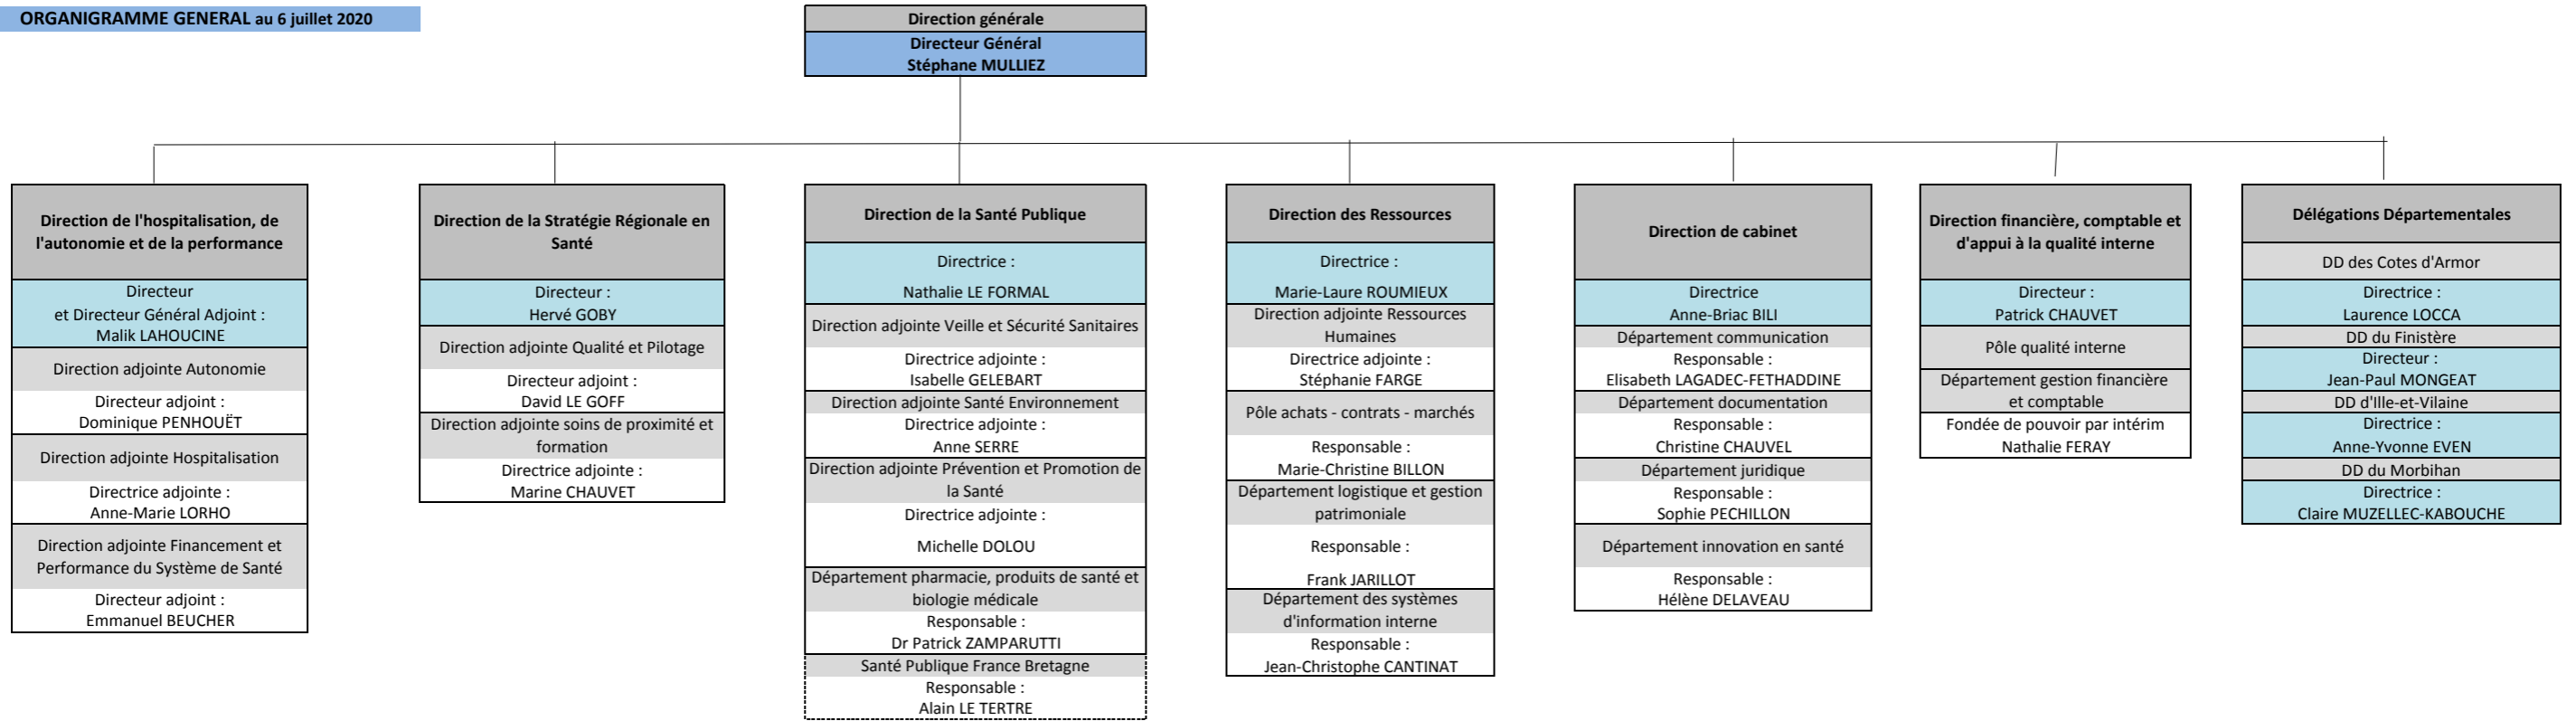 ORGANIGRAMME GENERAL au 6 juillet 2020
Direction générale
Directeur Général
Stéphane MULLIEZ
Direction de l'hospitalisation, de
l'autonomie et de la performance
Directeur
et Directeur Général Adjoint :
Malik LAHOUCINE
Direction adjointe Autonomie
Directeur adjoint :
Dominique PENHOUËT
Direction adjointe Hospitalisation
Directrice adjointe :
Anne-Marie LORHO
Direction adjointe Financement et
Performance du Système de Santé
Directeur adjoint :
Emmanuel BEUCHER
Direction de la Stratégie Régionale en
Santé
Directeur :
Hervé GOBY
Direction adjointe Qualité et Pilotage
Directeur adjoint :
David LE GOFF
Direction adjointe soins de proximité et
formation
Directrice adjointe :
Marine CHAUVET
Direction de la Santé Publique
Directrice :
Nathalie LE FORMAL
Direction adjointe Veille et Sécurité Sanitaires
Directrice adjointe :
Isabelle GELEBART
Direction adjointe Santé Environnement
Directrice adjointe :
Anne SERRE
Direction adjointe Prévention et Promotion de
la Santé
Directrice adjointe :
Michelle DOLOU
Département pharmacie, produits de santé et
biologie médicale
Responsable :
Dr Patrick ZAMPARUTTI
Santé Publique France Bretagne
Responsable :
Alain LE TERTRE
Direction des Ressources
Directrice :
Marie-Laure ROUMIEUX
Direction adjointe Ressources
Humaines
Directrice adjointe :
Stéphanie FARGE
Pôle achats - contrats - marchés
Responsable :
Marie-Christine BILLON
Département logistique et gestion
patrimoniale
Responsable :
Frank JARILLOT
Département des systèmes
d'information interne
Responsable :
Jean-Christophe CANTINAT
Direction de cabinet
Directrice
Anne-Briac BILI
Département communication
Responsable :
Elisabeth LAGADEC-FETHADDINE
Département documentation
Responsable :
Christine CHAUVEL
Département juridique
Responsable :
Sophie PECHILLON
Département innovation en santé
Responsable :
Hélène DELAVEAU
Direction financière, comptable et
d'appui à la qualité interne
Directeur :
Patrick CHAUVET
Pôle qualité interne
Département gestion financière
et comptable
Fondée de pouvoir par intérim
Nathalie FERAY
Délégations Départementales
DD des Cotes d'Armor
Directrice :
Laurence LOCCA
DD du Finistère
Directeur :
Jean-Paul MONGEAT
DD d'Ille-et-Vilaine
Directrice :
Anne-Yvonne EVEN
DD du Morbihan
Directrice :
Claire MUZELLEC-KABOUCHE